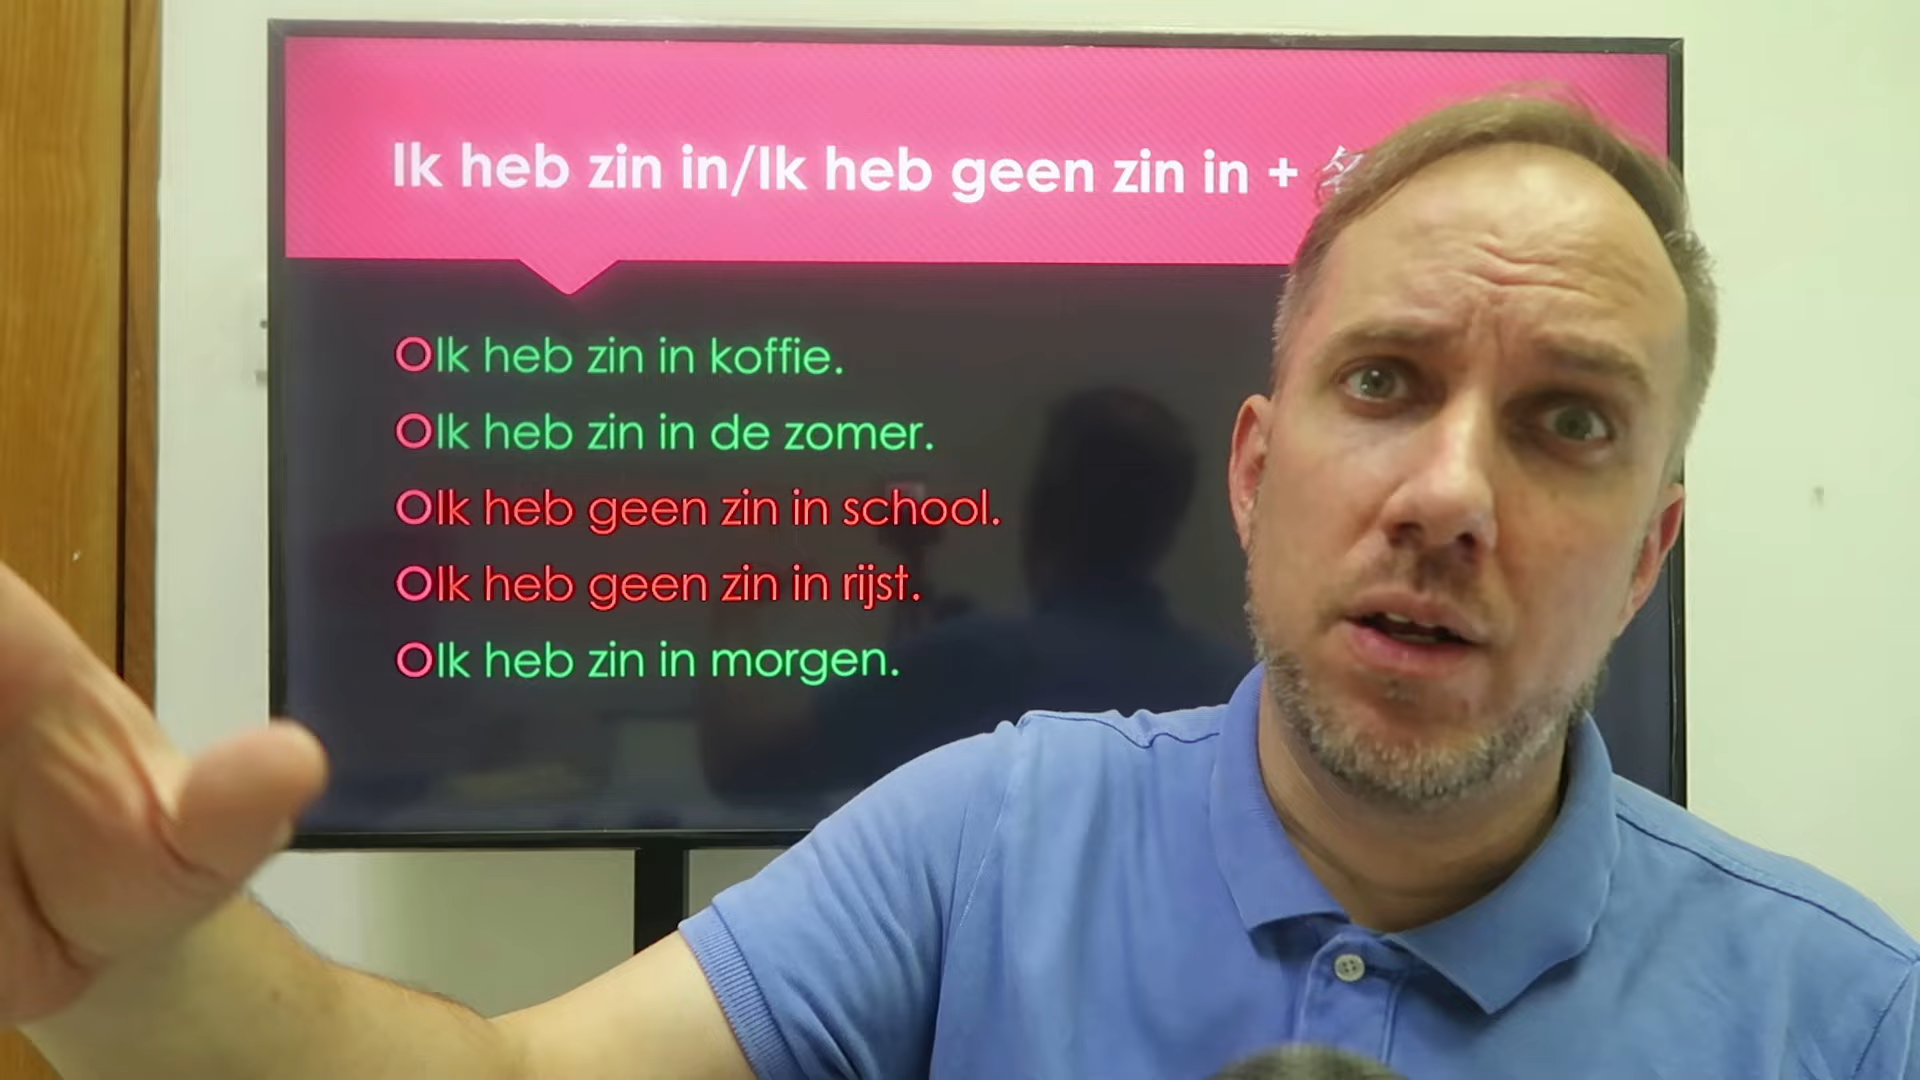 Ik heb zin in/Ik heb geen zin in +
Ik heb zin in koffie.
Ik heb zin in de zomer.
Ik heb geen zin in school.
Ik heb geen zin in rijst.
Ik heb zin in morgen.